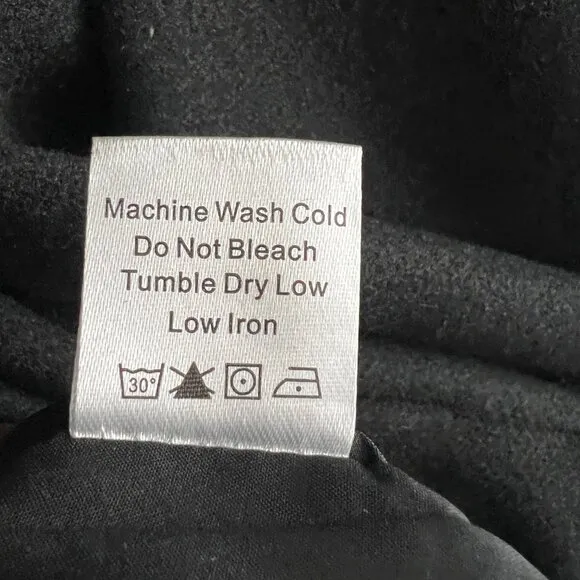 Machine Wash Cold
Do Not Bleach
Tumble Dry Low
Low Iron
30°